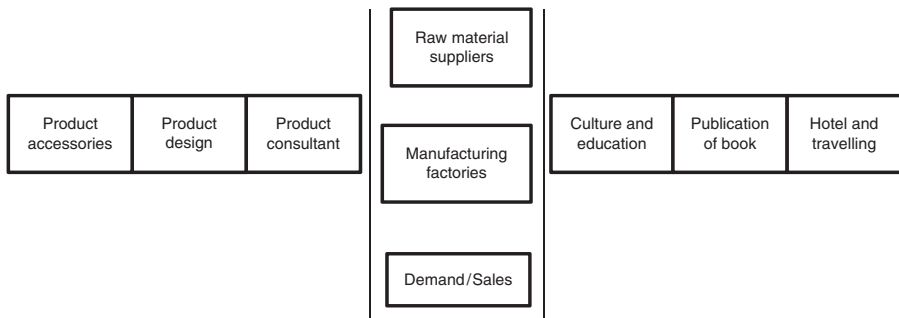 Raw material
suppliers
Product
accessories
Product
design
Product
consultant
Manufacturing
factories
Culture and
education
Publication
of book
Hotel and
travelling
Demand/Sales